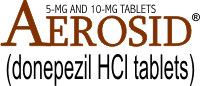 5-MG AND 10-MG TABLETS
AEROSID®
(donepezil HCl tablets)